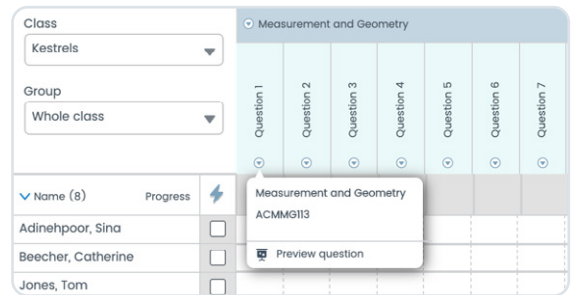 Class
Kestrels
Group
Whole class
Measurement and Geometry
Question 1
Question 2
Question 3
Question 4
Question 5
Question 6
Question 7
Name (8) Progress
Measurement and Geometry
ACMMG113
Preview question
Adinehpoor, Sina
Beecher, Catherine
Jones, Tom